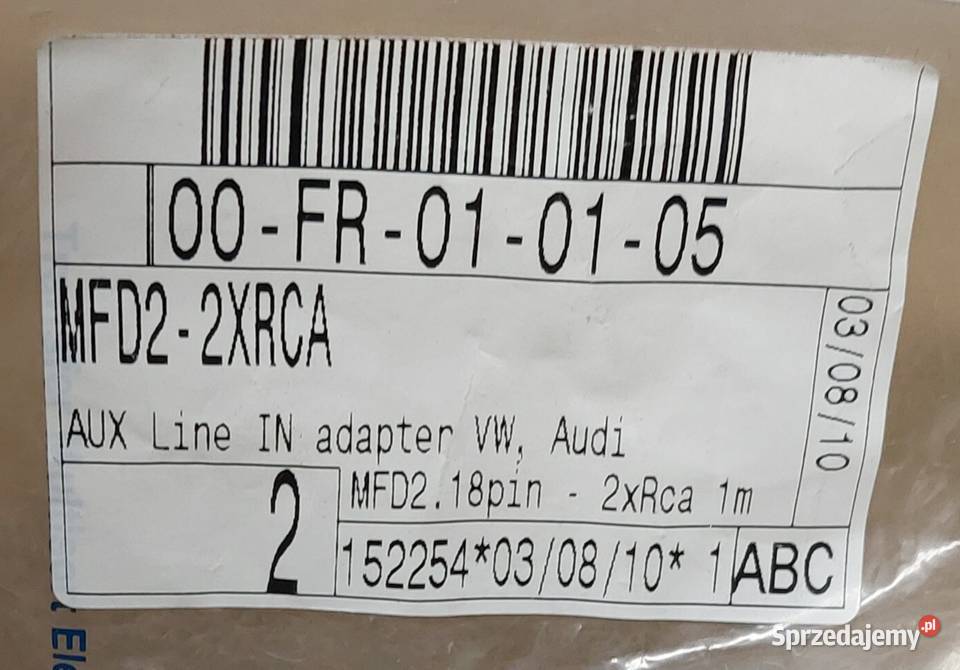 00-FR-01-01-05
MFD2-2XRCA
03/08/10
AUX Line IN adapter VW, Audi
MFD2.18pin - 2xRca 1m
2
152254*03/08/10* 1
ABC
Sprzedajemy.pl